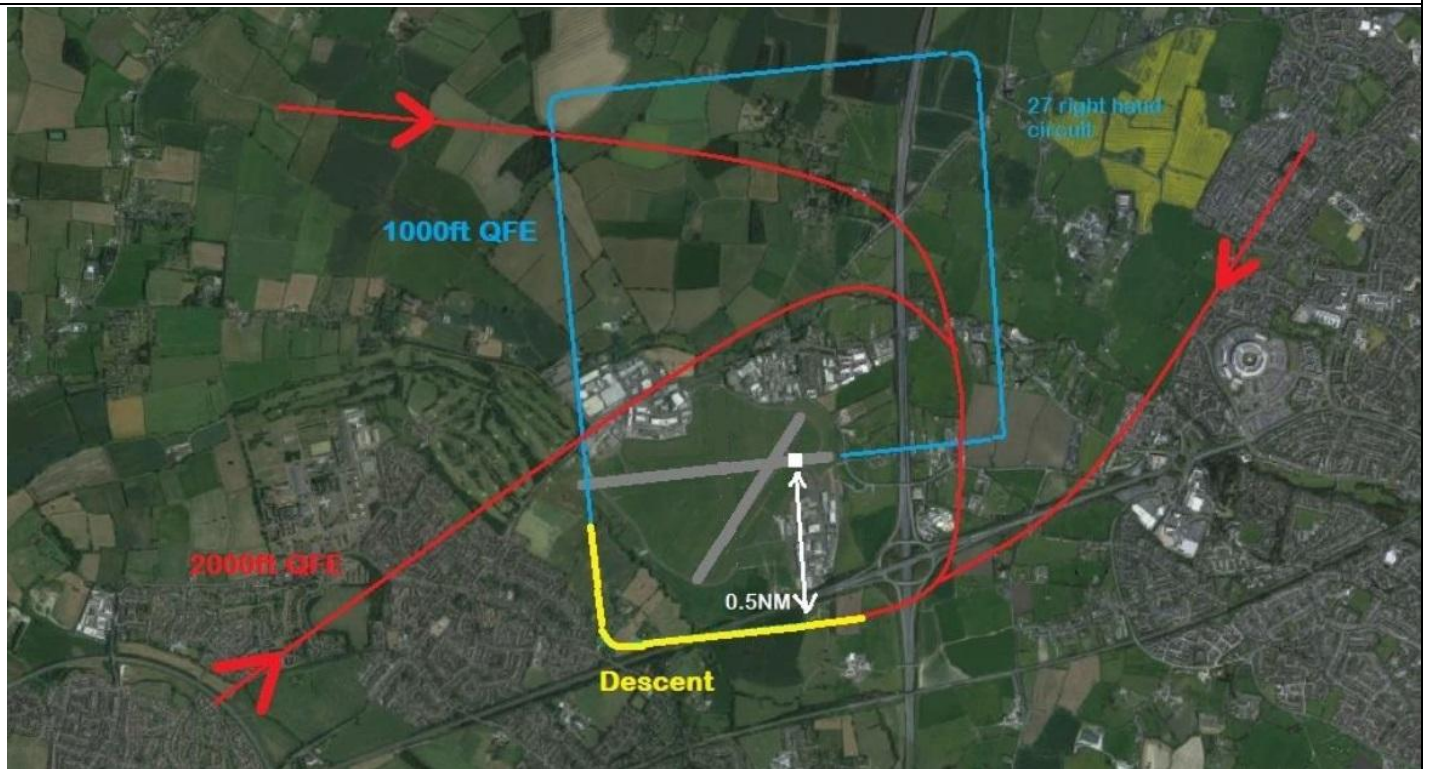 27 right hand
circuit
1000ft QFE
2000ft QFE
0.5NM
Descent